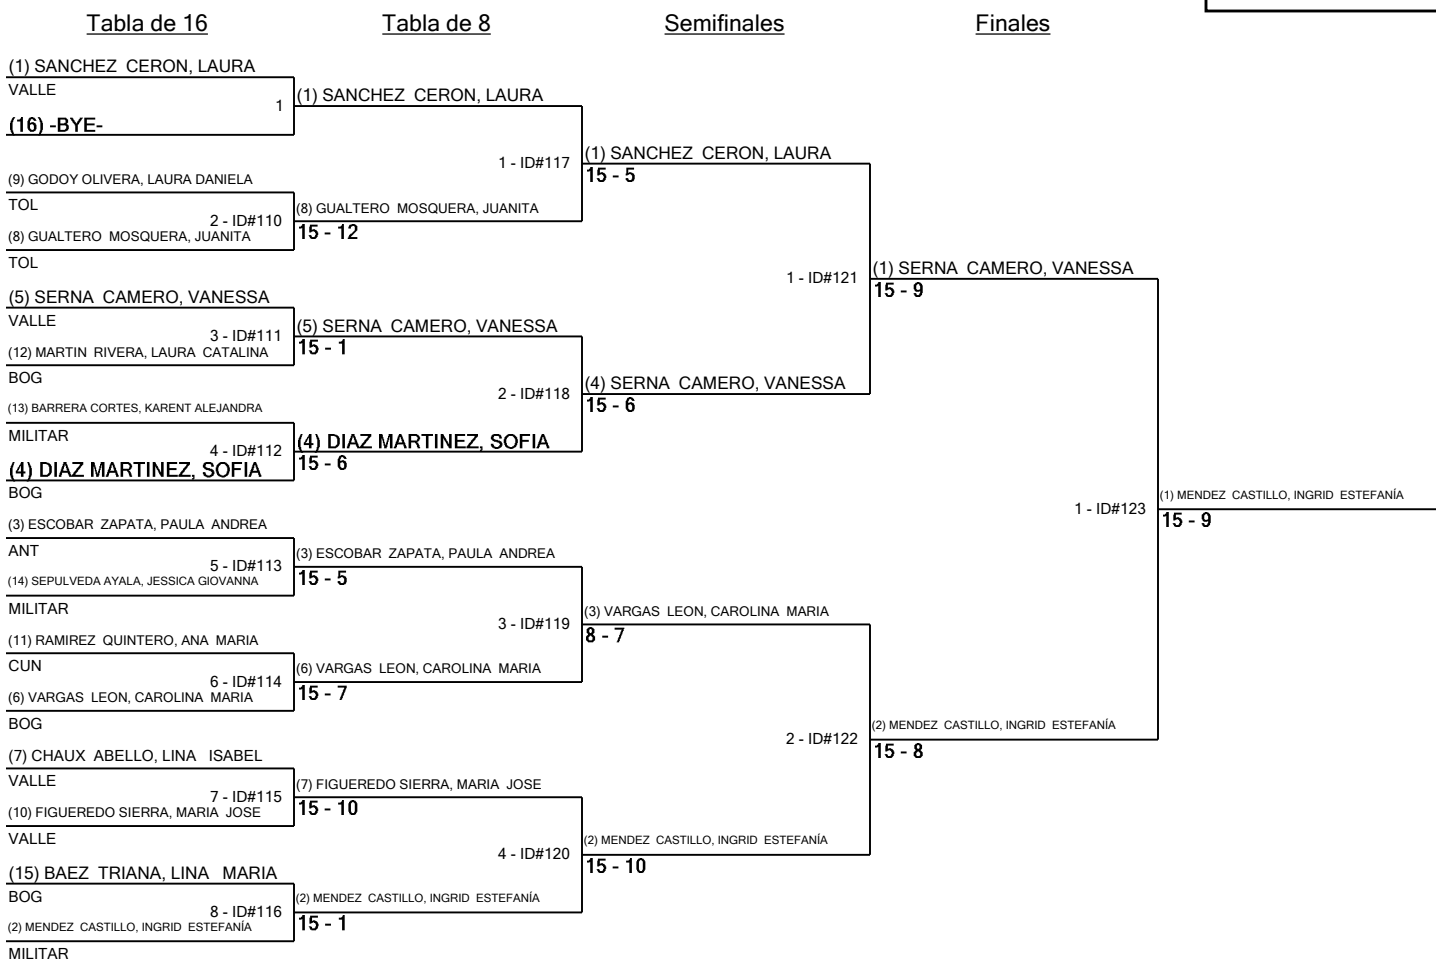 Tabla de 16
Tabla de 8
Semifinales
Finales
(1) SANCHEZ CERON, LAURA
VALLE
1
(16) -BYE-
(9) GODOY OLIVERA, LAURA DANIELA
TOL
2 - ID#110
(8) GUALTERO MOSQUERA, JUANITA
TOL
(5) SERNA CAMERO, VANESSA
VALLE
3 - ID#111
(12) MARTIN RIVERA, LAURA CATALINA
BOG
(13) BARRERA CORTES, KARENT ALEJANDRA
MILITAR
4 - ID#112
(4) DIAZ MARTINEZ, SOFIA
BOG
(3) ESCOBAR ZAPATA, PAULA ANDREA
ANT
5 - ID#113
(14) SEPULVEDA AYALA, JESSICA GIOVANNA
MILITAR
(11) RAMIREZ QUINTERO, ANA MARIA
CUN
6 - ID#114
(6) VARGAS LEON, CAROLINA MARIA
BOG
(7) CHAUX ABELLO, LINA ISABEL
VALLE
7 - ID#115
(10) FIGUEREDO SIERRA, MARIA JOSE
VALLE
(15) BAEZ TRIANA, LINA MARIA
BOG
8 - ID#116
(2) MENDEZ CASTILLO, INGRID ESTEFANÍA
MILITAR
(1) SANCHEZ CERON, LAURA
1 - ID#117
(8) GUALTERO MOSQUERA, JUANITA
15 - 12
(5) SERNA CAMERO, VANESSA
15 - 1
2 - ID#118
(4) DIAZ MARTINEZ, SOFIA
15 - 6
(3) ESCOBAR ZAPATA, PAULA ANDREA
15 - 5
3 - ID#119
(6) VARGAS LEON, CAROLINA MARIA
15 - 7
(7) FIGUEREDO SIERRA, MARIA JOSE
15 - 10
4 - ID#120
(2) MENDEZ CASTILLO, INGRID ESTEFANÍA
15 - 1
(1) SANCHEZ CERON, LAURA
15 - 5
1 - ID#121
(4) SERNA CAMERO, VANESSA
15 - 6
(3) VARGAS LEON, CAROLINA MARIA
8 - 7
2 - ID#122
(2) MENDEZ CASTILLO, INGRID ESTEFANÍA
15 - 10
(1) SERNA CAMERO, VANESSA
15 - 9
1 - ID#123
(2) MENDEZ CASTILLO, INGRID ESTEFANÍA
15 - 8
(1) MENDEZ CASTILLO, INGRID ESTEFANÍA
15 - 9